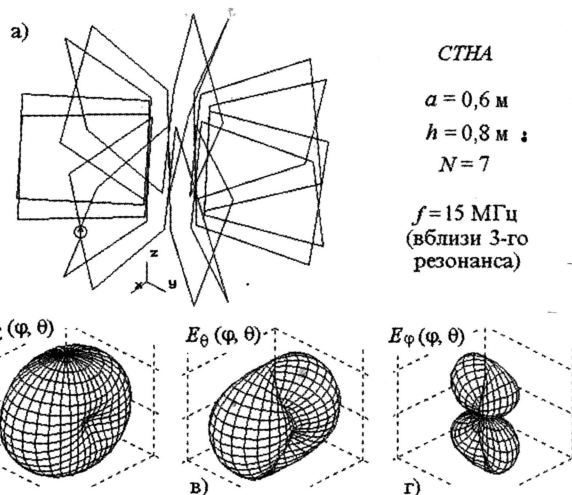 а)
СТНА
a = 0,6 м
h = 0,8 м
N = 7
f = 15 МГц
(вблизи 3-го
резонанса)
z
x y
(φ, θ)
E_θ (φ, θ)
E_φ (φ, θ)
в)
г)